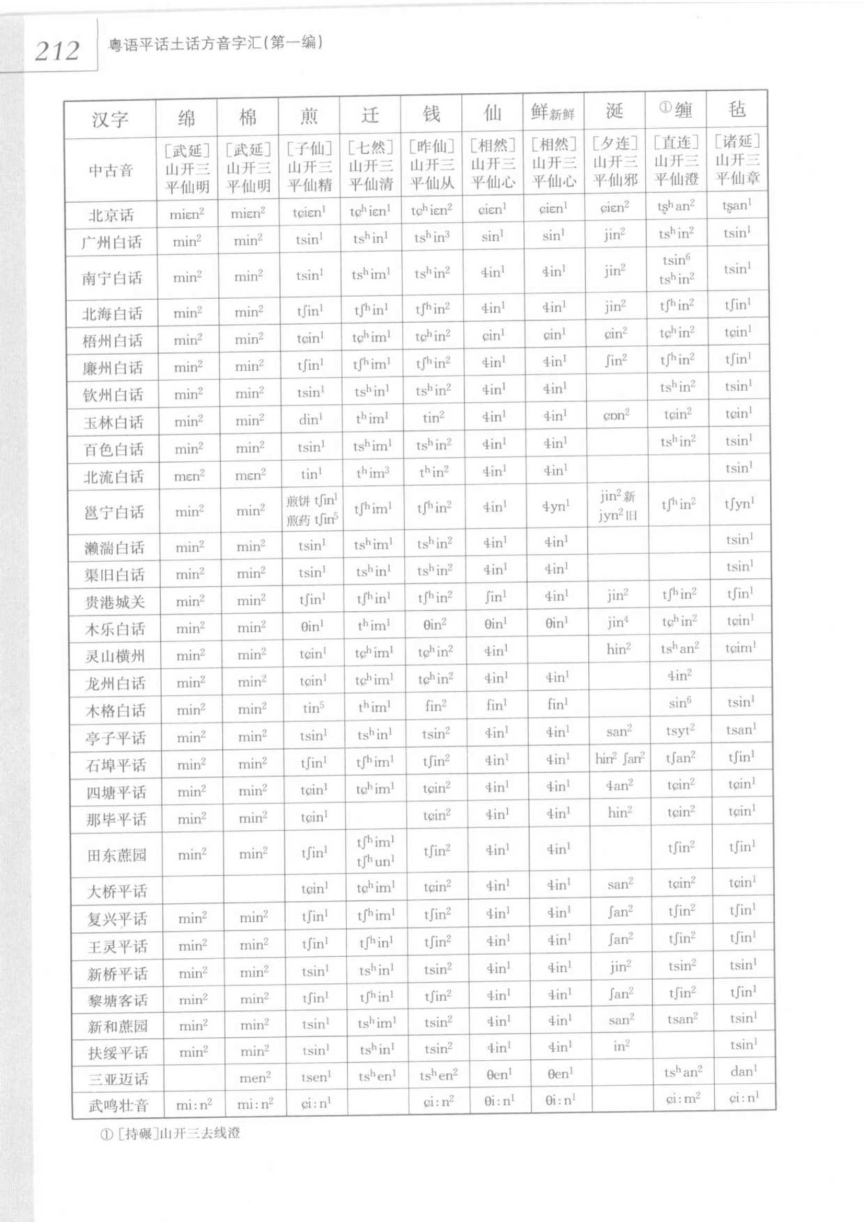 212 粤语平话土话方音字汇(第一编)
汉字 绵 棉 煎 迁 钱 仙 鲜新鲜 涎 ①缠 毡
中古音 [武延]山开三平仙明 [武延]山开三平仙明 [子仙]山开三平仙精 [七然]山开三平仙清 [昨仙]山开三平仙从 [相然]山开三平仙心 [相然]山开三平仙心 [夕连]山开三平仙邪 [直连]山开三平仙澄 [诸延]山开三平仙章
北京话 miɛn² miɛn² tɕiɛn¹ tɕʰiɛn¹ tɕʰiɛn² ɕiɛn¹ ɕiɛn¹ ɕiɛn² tʂʰan² tʂan¹
广州白话 min² min² tsin¹ tsʰin¹ tsʰin³ sin¹ sin¹ jin² tsʰin² tsin¹
南宁白话 min² min² tsin¹ tsʰim¹ tsʰin² ɬin¹ ɬin¹ jin² tsin⁶ tsʰin² tsin¹
北海白话 min² min² tʃin¹ tʃʰin¹ tʃʰin² ɬin¹ ɬin¹ jin² tʃʰin² tʃin¹
梧州白话 min² min² tɕin¹ tɕʰim¹ tɕʰin² ɕin¹ ɕin¹ ɕin² tɕʰin² tɕin¹
廉州白话 min² min² tʃin¹ tʃʰim¹ tʃʰin² ɬin¹ ɬin¹ ʃin² tʃʰin² tʃin¹
钦州白话 min² min² tsin¹ tsʰin¹ tsʰin² ɬin¹ ɬin¹ tsʰin² tsin¹
玉林白话 min² min² din¹ tʰim¹ tin² ɬin¹ ɬin¹ ɕɒn² tɕin² tɕin¹
百色白话 min² min² tsin¹ tsʰim¹ tsʰin² ɬin¹ ɬin¹ tsʰin² tsin¹
北流白话 mɛn² mɛn² tin¹ tʰim³ tʰin² ɬin¹ ɬin¹ tsin¹
邕宁白话 min² min² 煎饼 tʃin¹ 煎药 tʃin⁵ tʃʰim¹ tʃʰin² ɬin¹ ɬyn¹ jin²新 jyn²旧 tʃʰin² tʃyn¹
濑湍白话 min² min² tsin¹ tsʰim¹ tsʰin² ɬin¹ ɬin¹ tsin¹
渠旧白话 min² min² tsin¹ tsʰin¹ tsʰin² ɬin¹ ɬin¹ tsin¹
贵港城关 min² min² tʃin¹ tʃʰin¹ tʃʰin² ʃin¹ ɬin¹ jin² tʃʰin² tʃin¹
木乐白话 min² min² θin¹ tʰim¹ θin² θin¹ θin¹ jin⁴ tɕʰin² tɕin¹
灵山横州 min² min² tɕin¹ tɕʰim¹ tɕʰin² ɬin¹ hin² tsʰan² tɕim¹
龙州白话 min² min² tɕin¹ tɕʰim¹ tɕʰin² ɬin¹ ɬin¹ ɬin²
木格白话 min² min² tin⁵ tʰim¹ fin² fin¹ fin¹ sin⁶ tsin¹
亭子平话 min² min² tsin¹ tsʰin¹ tsin² ɬin¹ ɬin¹ san² tsyt² tsan¹
石埠平话 min² min² tʃin¹ tʃʰim¹ tʃin² ɬin¹ ɬin¹ hin² ʃan² tʃan² tʃin¹
四塘平话 min² min² tɕin¹ tɕʰim¹ tɕin² ɬin¹ ɬin¹ ɬan² tɕin² tɕin¹
那毕平话 min² min² tɕin¹ tɕin² ɬin¹ ɬin¹ hin² tɕin² tɕin¹
田东蔗园 min² min² tʃin¹ tʃʰim¹ tʃʰun¹ tʃin² ɬin¹ ɬin¹ tʃin² tʃin¹
大桥平话 tɕin¹ tɕʰim¹ tɕin² ɬin¹ ɬin¹ san² tɕin² tɕin¹
复兴平话 min² min² tʃin¹ tʃʰim¹ tʃin² ɬin¹ ɬin¹ ʃan² tʃin² tʃin¹
王灵平话 min² min² tʃin¹ tʃʰin¹ tʃin² ɬin¹ ɬin¹ ʃan² tʃin² tʃin¹
新桥平话 min² min² tsin¹ tsʰin¹ tsin² ɬin¹ ɬin¹ jin² tsin² tsin¹
黎塘客话 min² min² tʃin¹ tʃʰin¹ tʃin² ɬin¹ ɬin¹ ʃan² tʃin² tʃin¹
新和蔗园 min² min² tsin¹ tsʰim¹ tsin² ɬin¹ ɬin¹ san² tsan² tsin¹
扶绥平话 min² min² tsin¹ tsʰin¹ tsin² ɬin¹ ɬin¹ in² tsin¹
三亚迈话 men² tsen¹ tsʰen¹ tsʰen² θen¹ θen¹ tsʰan² dan¹
武鸣壮音 mi:n² mi:n² ɕi:n¹ ɕi:n² θi:n¹ θi:n¹ ɕi:m² ɕi:n¹
①[持碾]山开三去线澄